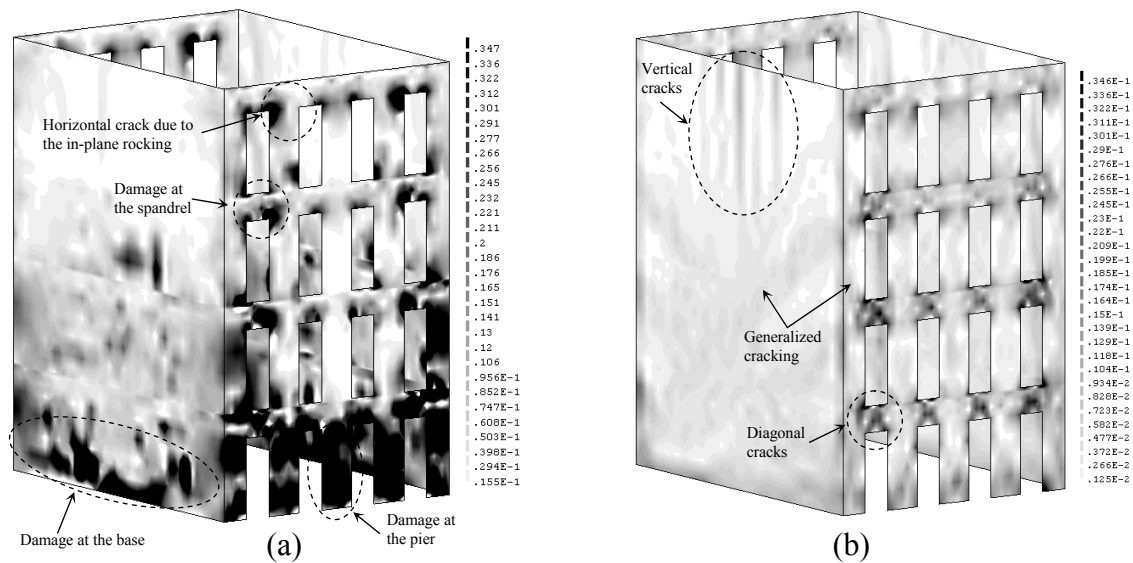 Horizontal crack due to
the in-plane rocking
Damage at
the spandrel
Damage at the base
Damage at
the pier
(a)
.347
.336
.322
.312
.301
.291
.277
.266
.256
.245
.232
.221
.211
.2
.186
.176
.165
.151
.141
.13
.12
.106
.956E-1
.852E-1
.747E-1
.608E-1
.503E-1
.398E-1
.294E-1
.155E-1
Vertical
cracks
Generalized
cracking
Diagonal
cracks
(b)
.346E-1
.336E-1
.322E-1
.311E-1
.301E-1
.29E-1
.276E-1
.266E-1
.255E-1
.245E-1
.23E-1
.22E-1
.209E-1
.199E-1
.185E-1
.174E-1
.164E-1
.15E-1
.139E-1
.129E-1
.118E-1
.104E-1
.934E-2
.828E-2
.723E-2
.582E-2
.477E-2
.372E-2
.266E-2
.125E-2